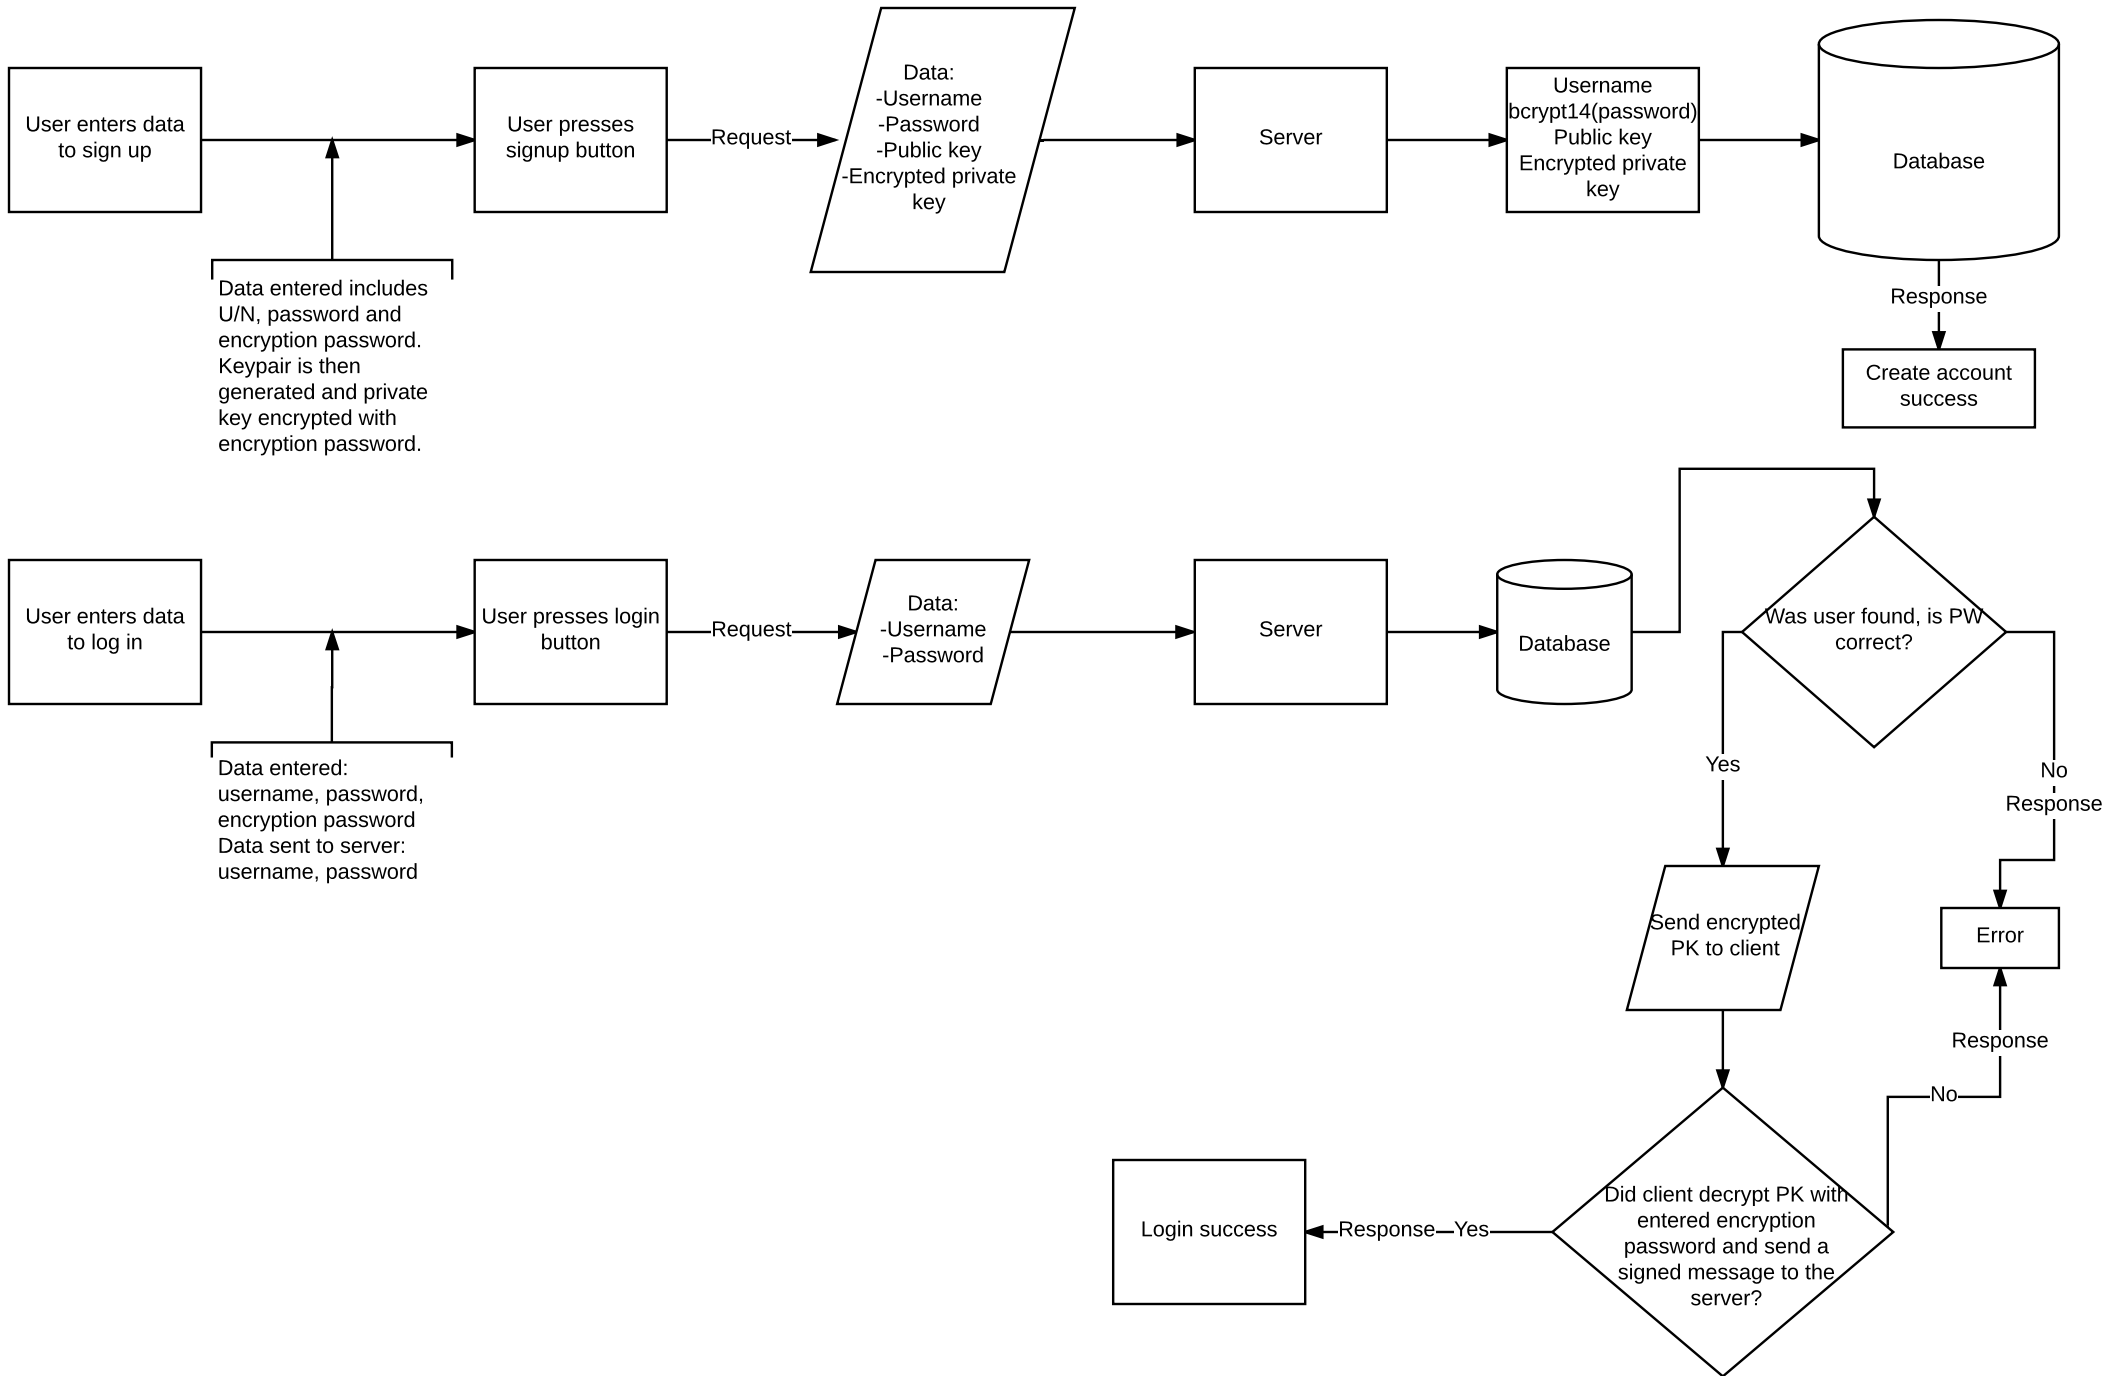 User enters data
to sign up
User presses
signup button
Request
Data:
-Username
-Password
-Public key
-Encrypted private
key
Server
Username
bcrypt14(password)
Public key
Encrypted private
key
Database
Data entered includes
U/N, password and
encryption password.
Keypair is then
generated and private
key encrypted with
encryption password.
Response
Create account
success
User enters data
to log in
User presses login
button
Request
Data:
-Username
-Password
Server
Database
Was user found, is PW
correct?
Data entered:
username, password,
encryption password
Data sent to server:
username, password
Yes
No
Response
Send encrypted
PK to client
Error
Response
No
Did client decrypt PK with
entered encryption
password and send a
signed message to the
server?
Yes
Response
Login success